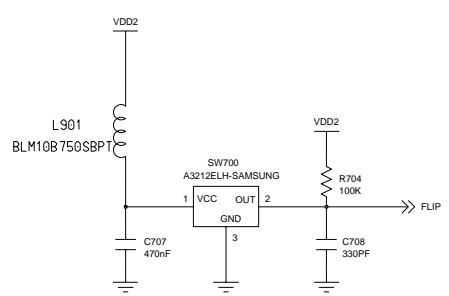 VDD2
L901
BLM10B750SBPT
VDD2
SW700
A3212ELH-SAMSUNG
R704
100K
1
VCC
OUT
2
FLIP
GND
3
C707
470nF
C708
330PF